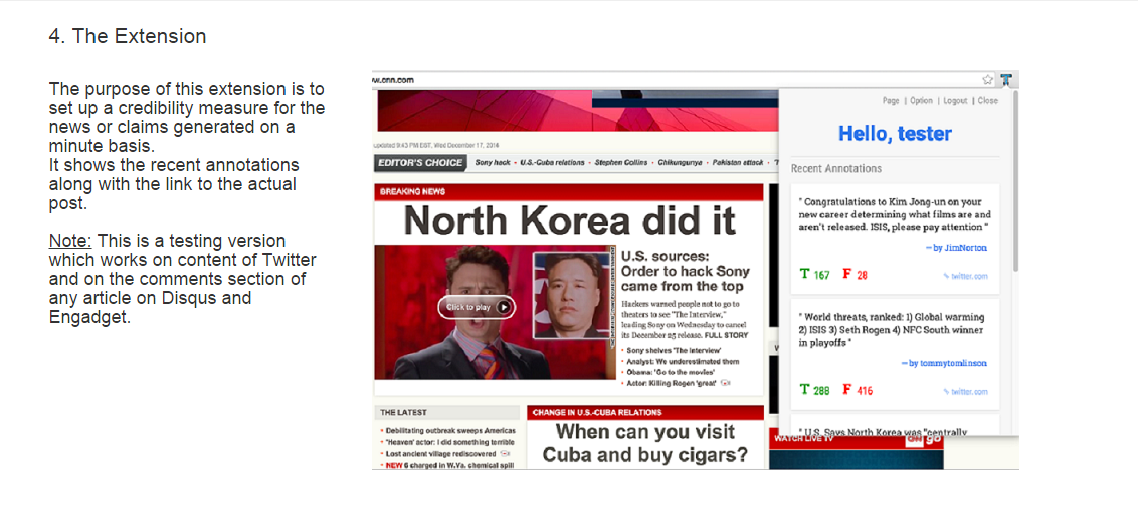 4. The Extension
The purpose of this extension is to
set up a credibility measure for the
news or claims generated on a
minute basis.
It shows the recent annotations
along with the link to the actual
post.
Note: This is a testing version
which works on content of Twitter
and on the comments section of
any article on Disqus and
Engadget.
w.cnn.com
updated 9:43 PM EST, Wed December 17, 2014
EDITOR'S CHOICE Sony hack • U.S.-Cuba relations • Stephen Collins • Chikungunya • Pakistan attack •
BREAKING NEWS
North Korea did it
Click to play
U.S. sources:
Order to hack Sony
came from the top
Hackers warned people not to go to
theaters to see "The Interview,"
leading Sony on Wednesday to cancel
its December 25 release. FULL STORY
• Sony shelves 'The Interview'
• Analyst: We underestimated them
• Obama: 'Go to the movies'
• Actor: Killing Rogen 'great'
THE LATEST
• Debilitating outbreak sweeps Americas
• 'Heaven' actor: I did something terrible
• Lost ancient village rediscovered
• NEW 6 charged in W.Va. chemical spill
CHANGE IN U.S.-CUBA RELATIONS
When can you visit
Cuba and buy cigars?
Page | Option | Logout | Close
Hello, tester
Recent Annotations
" Congratulations to Kim Jong-un on your
new career determining what films are and
aren't released. ISIS, please pay attention "
— by JimNorton
T 167 F 28
twitter.com
" World threats, ranked: 1) Global warming
2) ISIS 3) Seth Rogen 4) NFC South winner
in playoffs "
— by tommytomlinson
T 288 F 416
twitter.com
" U.S. Says North Korea was "centrally
WATCH LIVE TV CNN go